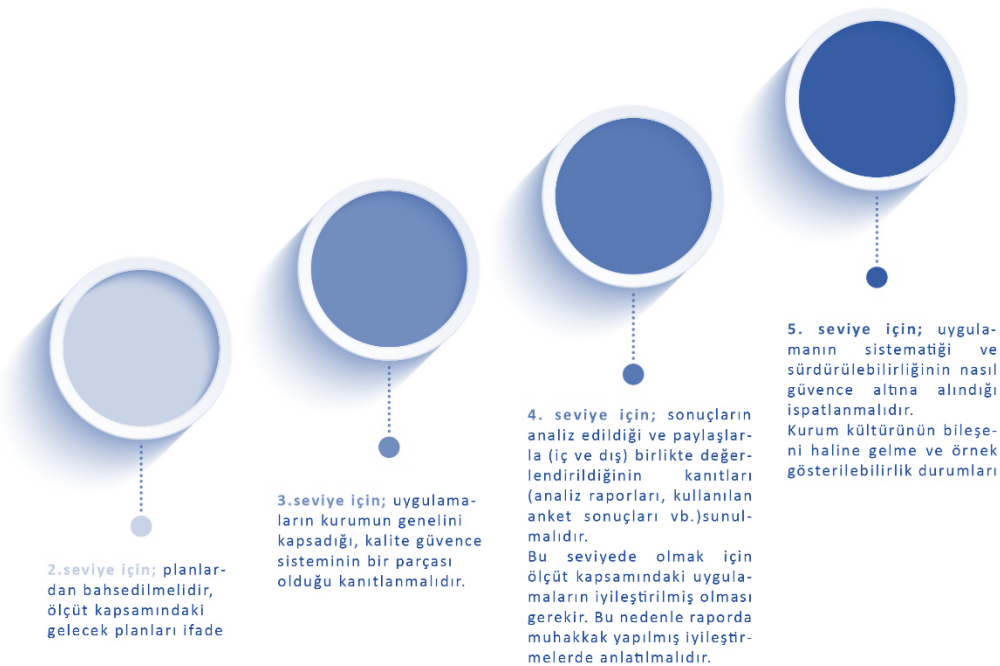 2.seviye için; planlar-
dan bahsedilmelidir,
ölçüt kapsamındaki
gelecek planları ifade
3.seviye için; uygulama-
ların kurumun genelini
kapsadığı, kalite güvence
sisteminin bir parçası
olduğu kanıtlanmalıdır.
4. seviye için; sonuçların
analiz edildiği ve paylaşlar-
la (iç ve dış) birlikte değer-
lendirildiğinin kanıtları
(analiz raporları, kullanılan
anket sonuçları vb.)sunul-
malıdır.
Bu seviyede olmak için
ölçüt kapsamındaki uygula-
maların iyileştirilmiş olması
gerekir. Bu nedenle raporda
muhakkak yapılmış iyileştir-
melerde anlatılmalıdır.
5. seviye için; uygula-
manın sistematiği ve
sürdürülebilirliğinin nasıl
güvence altına alındığı
ispatlanmalıdır.
Kurum kültürünün bileşe-
ni haline gelme ve örnek
gösterilebilirlik durumları